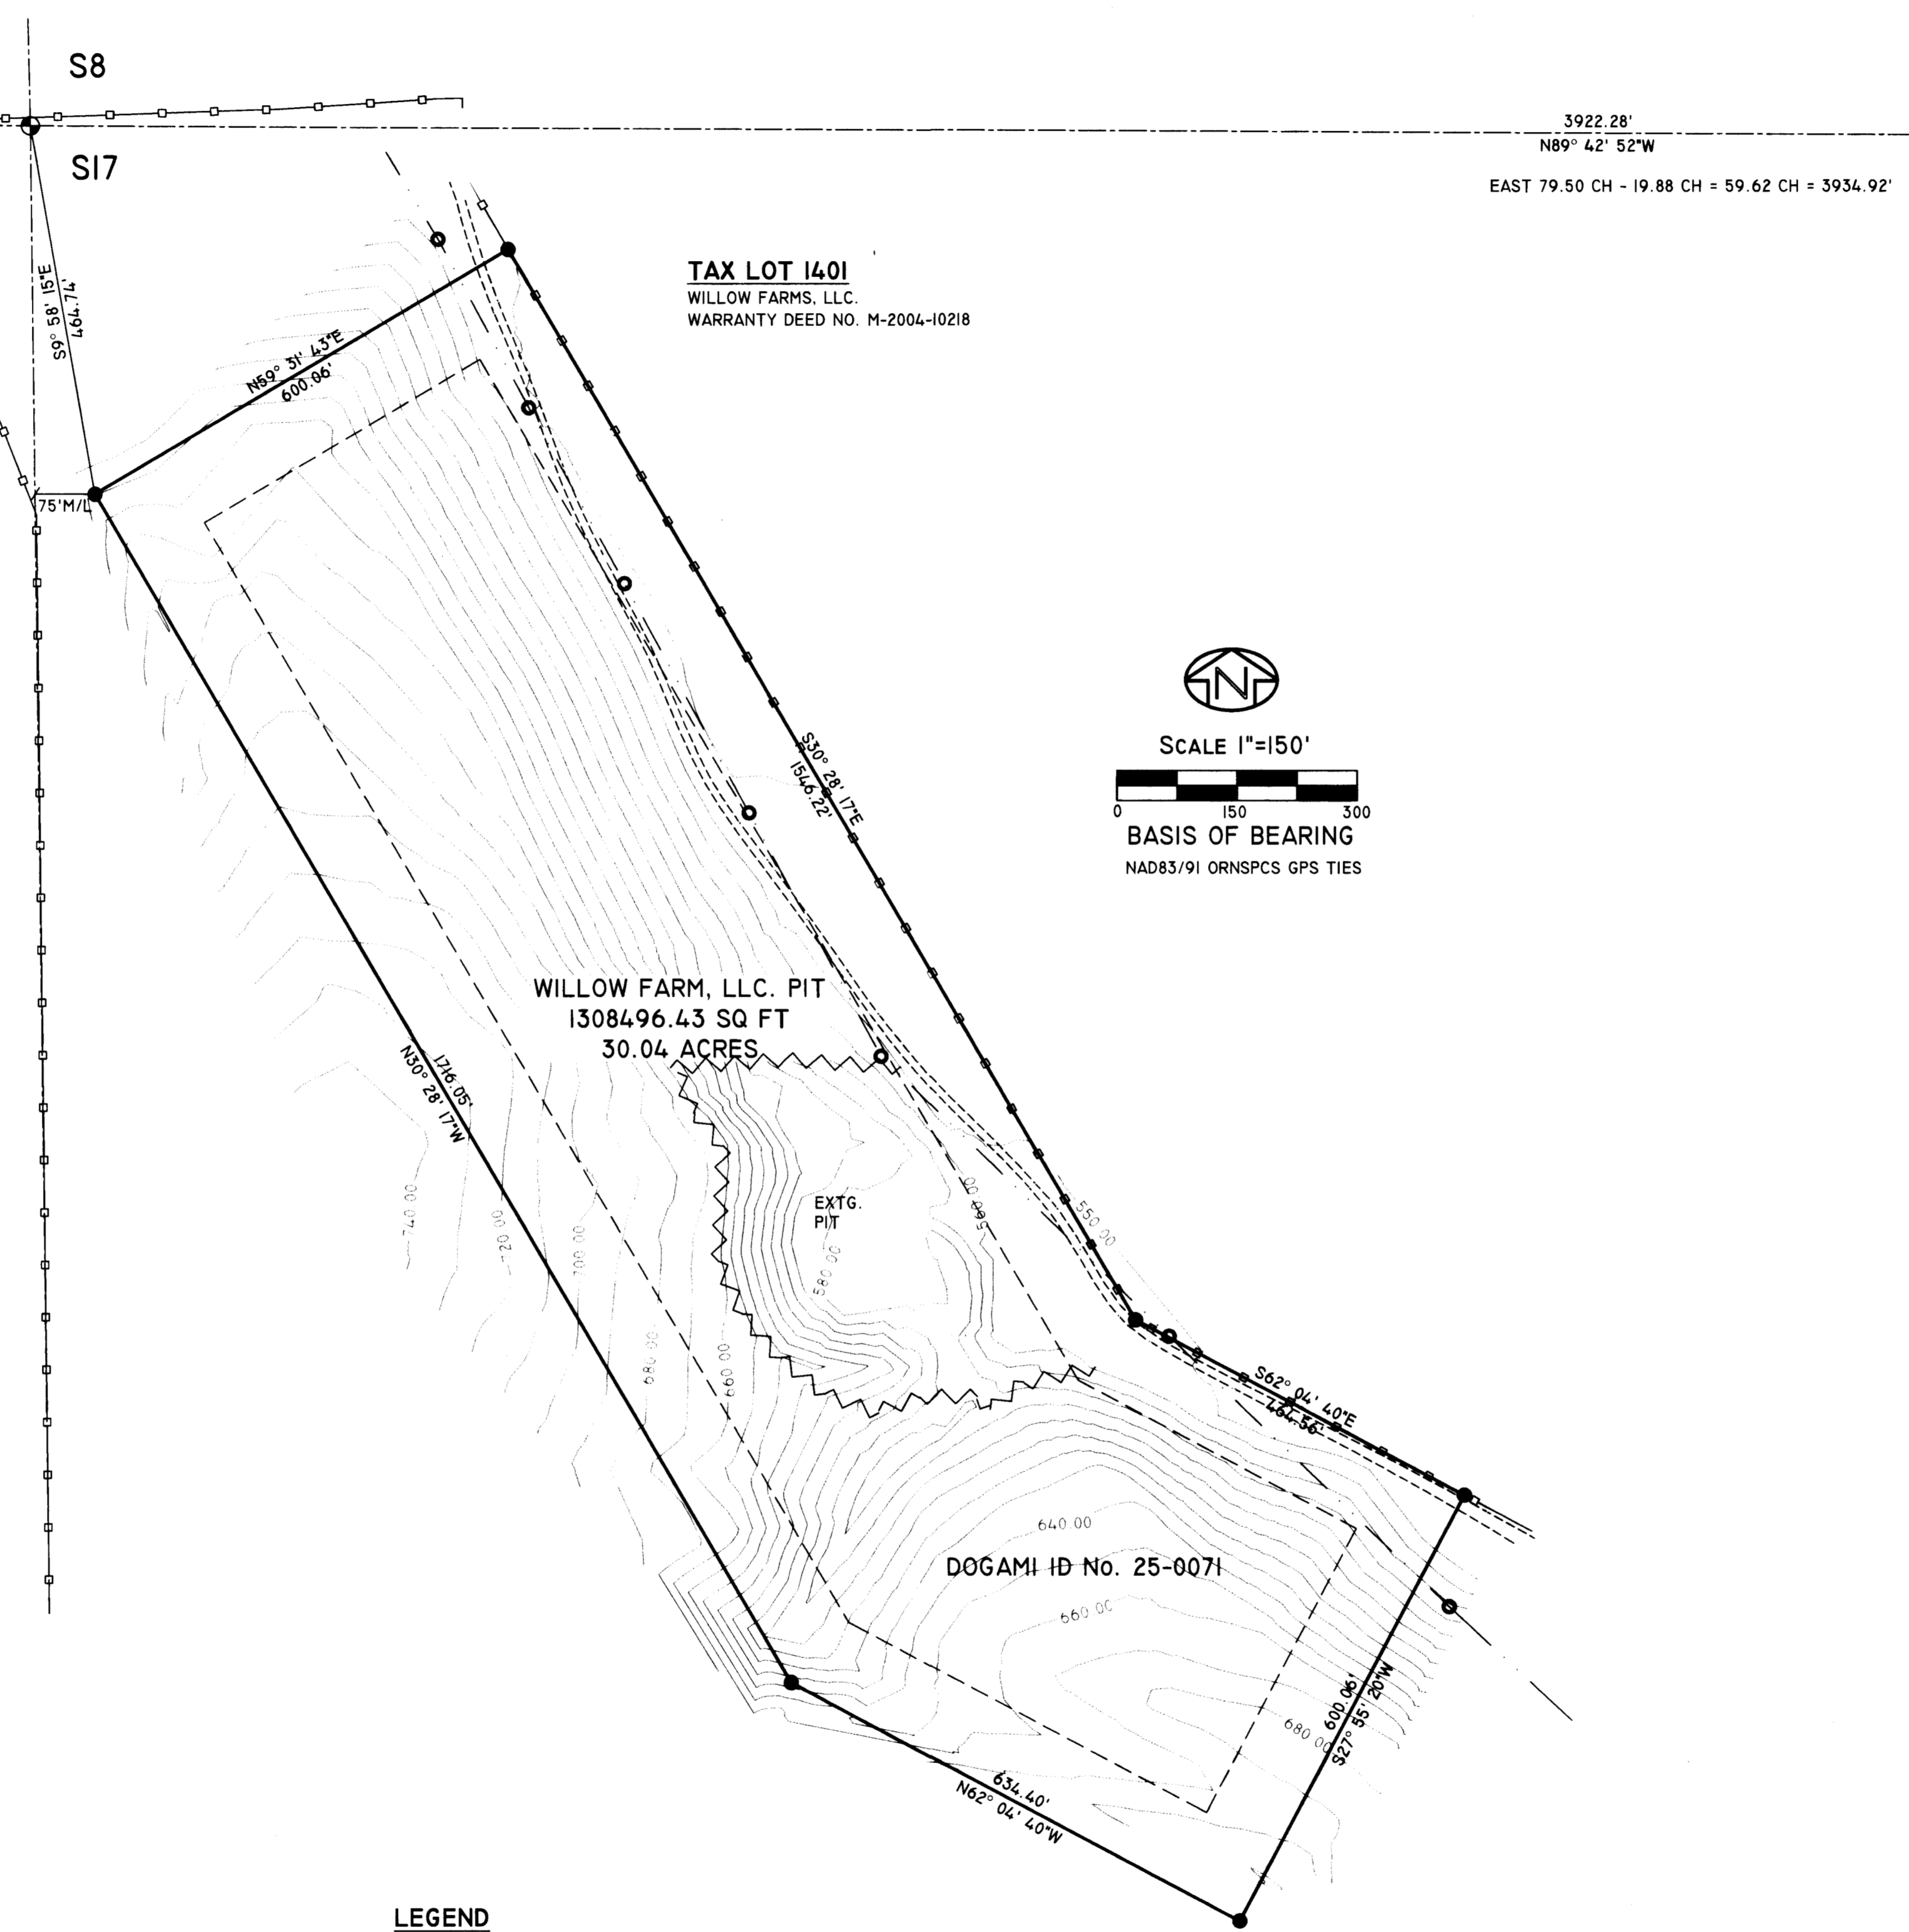 S8
3922.28'
N89° 42' 52"W
S17
EAST 79.50 CH - 19.88 CH = 59.62 CH = 3934.92'
S9° 58' 15"E
464.74'
TAX LOT 1401
WILLOW FARMS, LLC.
WARRANTY DEED NO. M-2004-10218
N59° 31' 43"E
600.06'
75'M/L
N
SCALE 1"=150'
0 150 300
BASIS OF BEARING
NAD83/91 ORNSPCS GPS TIES
S30° 28' 17"E
1546.22'
WILLOW FARM, LLC. PIT
1308496.43 SQ FT
30.04 ACRES
1716.05'
N30° 28' 17"W
EXTG.
PIT
740.00
720.00
700.00
680.00
660.00
580.00
560.00
550.00
S62° 04' 40"E
464.56'
640.00
DOGAMI ID No. 25-0071
660.00
680.00
600.06'
S27° 55' 20"W
634.40'
N62° 04' 40"W
LEGEND